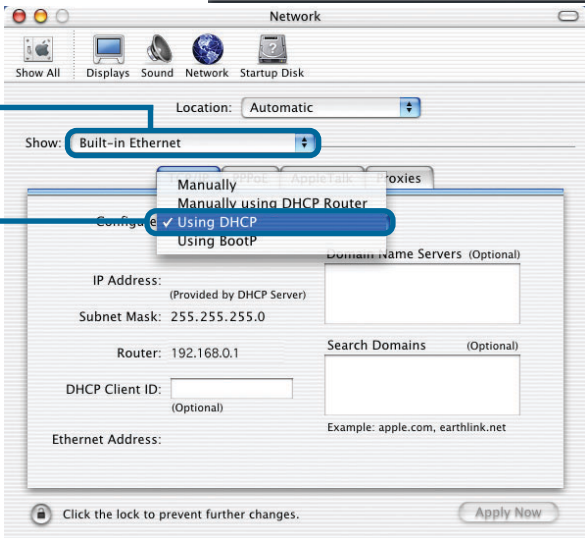 Network
Show All Displays Sound Network Startup Disk
Location: Automatic
Show: Built-in Ethernet
PPPoE AppleTalk Proxies
Manually
Manually using DHCP Router
Configure ✓ Using DHCP
Using BootP
Domain Name Servers (Optional)
IP Address:
(Provided by DHCP Server)
Subnet Mask: 255.255.255.0
Router: 192.168.0.1
Search Domains (Optional)
DHCP Client ID:
(Optional)
Example: apple.com, earthlink.net
Ethernet Address:
Click the lock to prevent further changes.
Apply Now